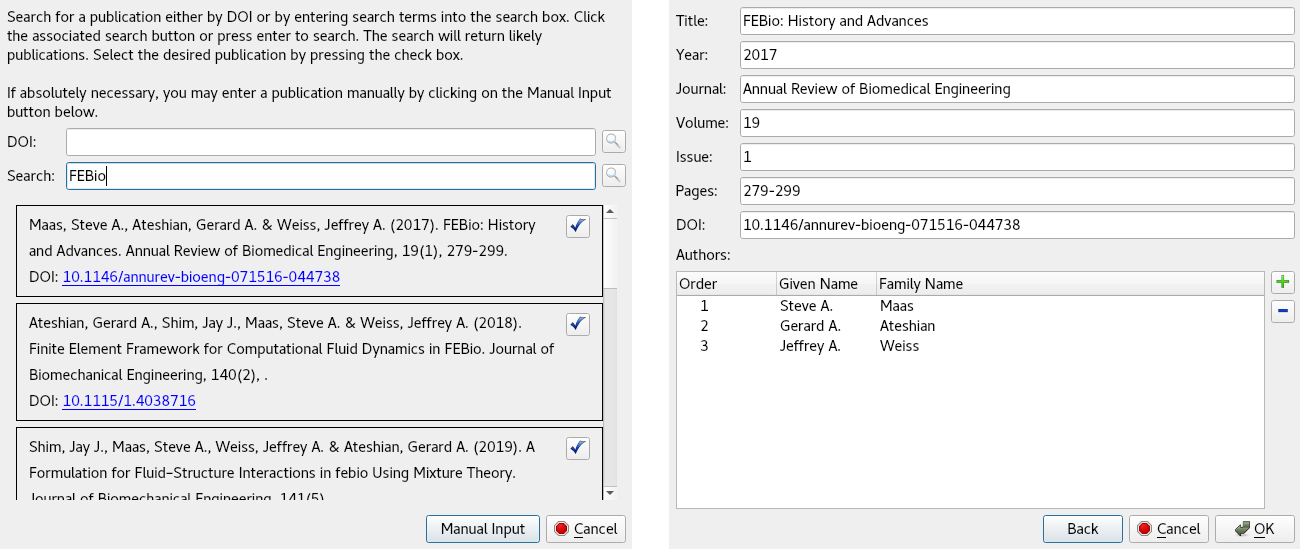 Search for a publication either by DOI or by entering search terms into the search box. Click
the associated search button or press enter to search. The search will return likely
publications. Select the desired publication by pressing the check box.
If absolutely necessary, you may enter a publication manually by clicking on the Manual Input
button below.
DOI:
Search: FEBio
Maas, Steve A., Ateshian, Gerard A. & Weiss, Jeffrey A. (2017). FEBio: History
and Advances. Annual Review of Biomedical Engineering, 19(1), 279-299.
DOI: 10.1146/annurev-bioeng-071516-044738
Ateshian, Gerard A., Shim, Jay J., Maas, Steve A. & Weiss, Jeffrey A. (2018).
Finite Element Framework for Computational Fluid Dynamics in FEBio. Journal of
Biomechanical Engineering, 140(2), .
DOI: 10.1115/1.4038716
Shim, Jay J., Maas, Steve A., Weiss, Jeffrey A. & Ateshian, Gerard A. (2019). A
Formulation for Fluid–Structure Interactions in febio Using Mixture Theory.
Journal of Biomechanical Engineering, 141(5)
Manual Input Cancel
Title: FEBio: History and Advances
Year: 2017
Journal: Annual Review of Biomedical Engineering
Volume: 19
Issue: 1
Pages: 279-299
DOI: 10.1146/annurev-bioeng-071516-044738
Authors:
Order Given Name Family Name
1 Steve A. Maas
2 Gerard A. Ateshian
3 Jeffrey A. Weiss
Back Cancel OK